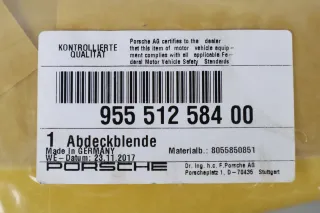 KONTROLLIERTE
QUALITÄT
Porsche AG certifies to the dealer
that this item of motor vehicle equip-
ment complies with all applicable Fe-
deral Motor Vehicle Safety Standards
955 512 584 00
1 Abdeckblende
Made in GERMANY
Materialb.: 8055850851
WE-Datum: 23.11.2017
PORSCHE
Dr. Ing. h.c. F.Porsche AG
Porscheplatz 1, D-70435 Stuttgart